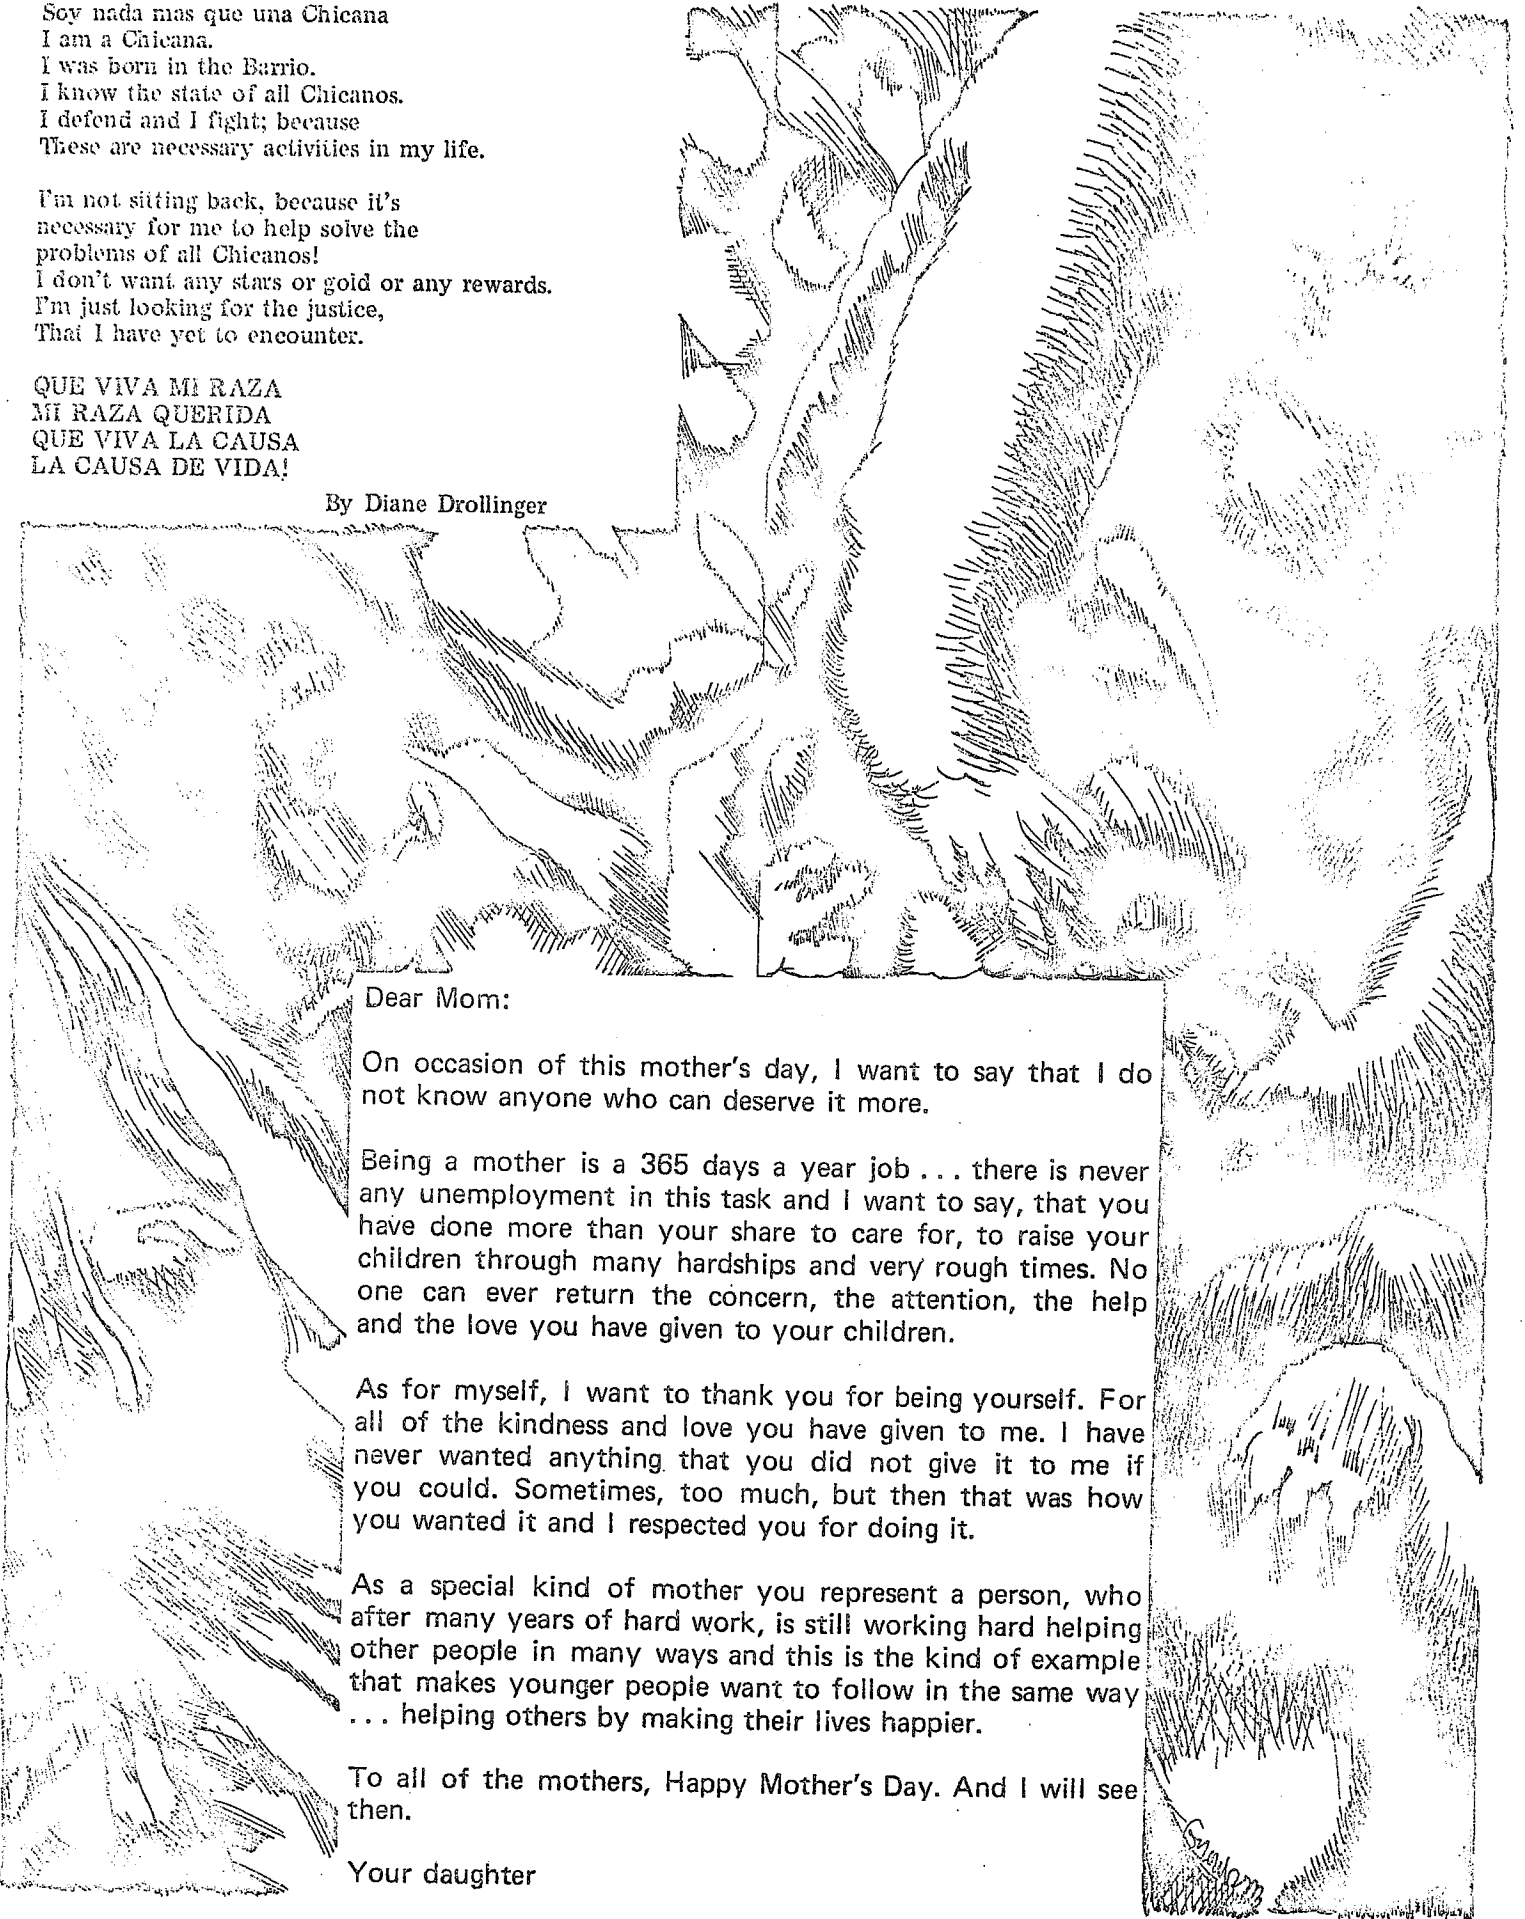 Soy nada mas que una Chicana
I am a Chicana.
I was born in the Barrio.
I know the state of all Chicanos.
I defend and I fight; because
These are necessary activities in my life.
I'm not sitting back, because it's
necessary for me to help solve the
problems of all Chicanos!
I don't want any stars or gold or any rewards.
I'm just looking for the justice,
That I have yet to encounter.
QUE VIVA MI RAZA
MI RAZA QUERIDA
QUE VIVA LA CAUSA
LA CAUSA DE VIDA!
By Diane Drollinger
Dear Mom:
On occasion of this mother's day, I want to say that I do
not know anyone who can deserve it more.
Being a mother is a 365 days a year job ... there is never
any unemployment in this task and I want to say, that you
have done more than your share to care for, to raise your
children through many hardships and very rough times. No
one can ever return the concern, the attention, the help
and the love you have given to your children.
As for myself, I want to thank you for being yourself. For
all of the kindness and love you have given to me. I have
never wanted anything that you did not give it to me if
you could. Sometimes, too much, but then that was how
you wanted it and I respected you for doing it.
As a special kind of mother you represent a person, who
after many years of hard work, is still working hard helping
other people in many ways and this is the kind of example
that makes younger people want to follow in the same way
... helping others by making their lives happier.
To all of the mothers, Happy Mother's Day. And I will see
then.
Your daughter